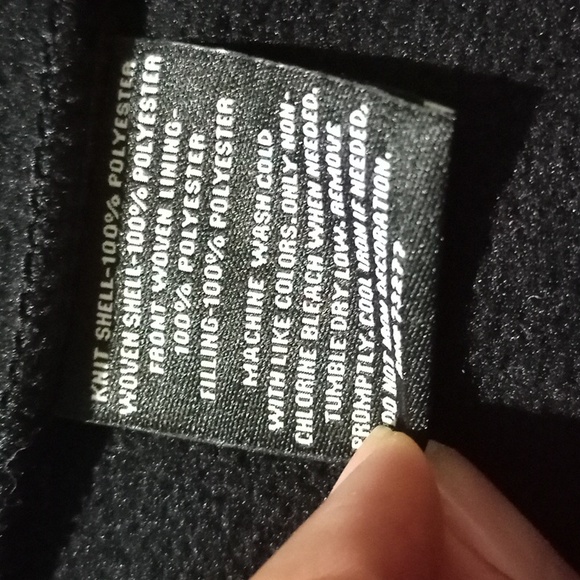 KNIT SHELL-100% POLYESTER
WOVEN SHELL-100% POLYESTER
FRONT WOVEN LINING-
100% POLYESTER
FILLING-100% POLYESTER
MACHINE WASH COLD
WITH LIKE COLORS. ONLY NON-
CHLORINE BLEACH WHEN NEEDED.
TUMBLE DRY LOW. REMOVE
PROMPTLY. COOL IRON IF NEEDED.
DO NOT IRON DECORATION.